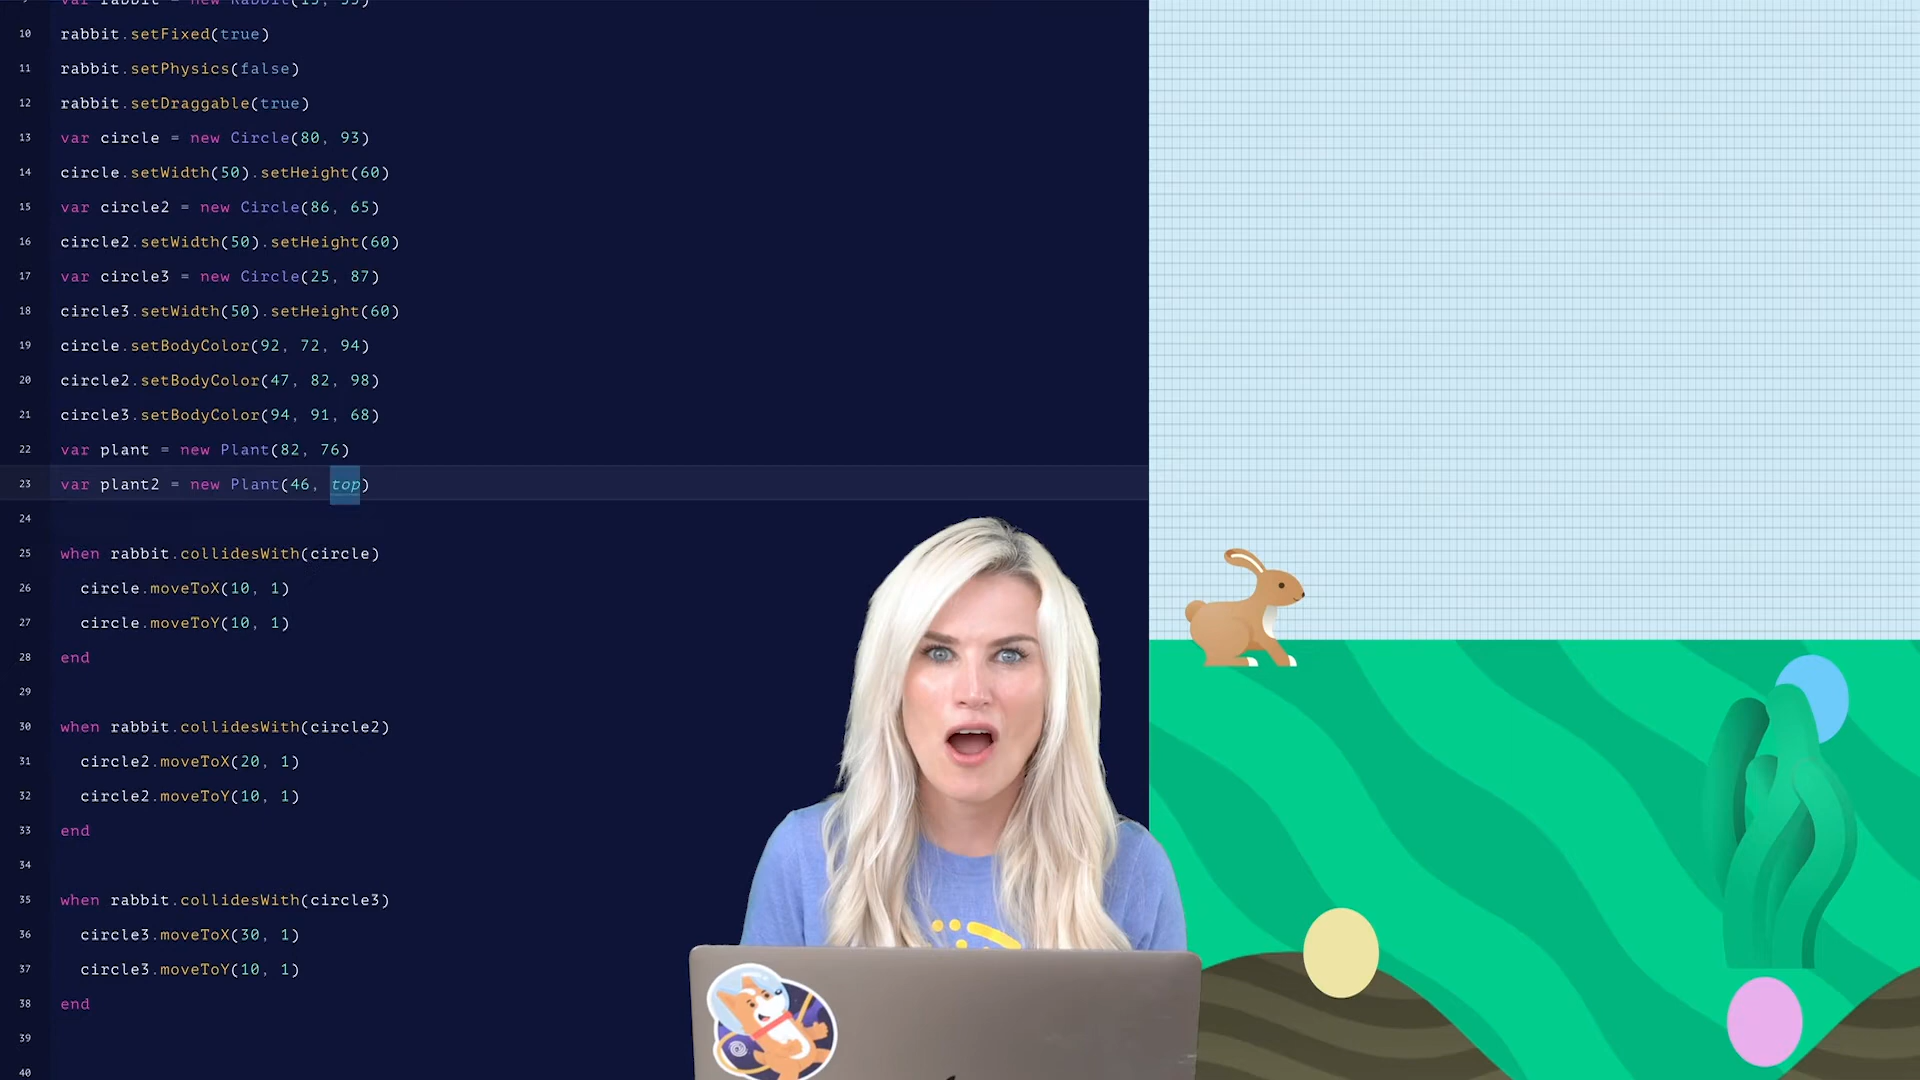 var rabbit = new Rabbit(15, 55)
10 rabbit.setFixed(true)
11 rabbit.setPhysics(false)
12 rabbit.setDraggable(true)
13 var circle = new Circle(80, 93)
14 circle.setWidth(50).setHeight(60)
15 var circle2 = new Circle(86, 65)
16 circle2.setWidth(50).setHeight(60)
17 var circle3 = new Circle(25, 87)
18 circle3.setWidth(50).setHeight(60)
19 circle.setBodyColor(92, 72, 94)
20 circle2.setBodyColor(47, 82, 98)
21 circle3.setBodyColor(94, 91, 68)
22 var plant = new Plant(82, 76)
23 var plant2 = new Plant(46, top)
24
25 when rabbit.collidesWith(circle)
26 circle.moveToX(10, 1)
27 circle.moveToY(10, 1)
28 end
29
30 when rabbit.collidesWith(circle2)
31 circle2.moveToX(20, 1)
32 circle2.moveToY(10, 1)
33 end
34
35 when rabbit.collidesWith(circle3)
36 circle3.moveToX(30, 1)
37 circle3.moveToY(10, 1)
38 end
39
40